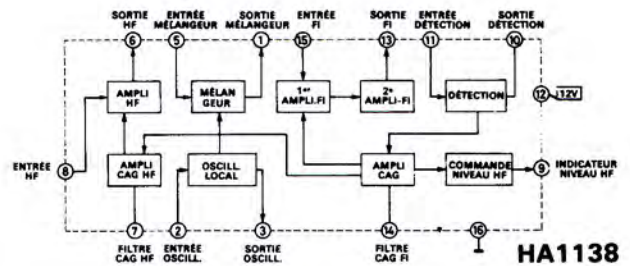 SORTIE HF
ENTRÉE MÉLANGEUR
SORTIE MÉLANGEUR
ENTRÉE FI
SORTIE FI
ENTRÉE DÉTECTION
SORTIE DÉTECTION
6
5
1
15
13
11
10
AMPLI HF
MÉLAN GEUR
1er AMPLI.FI
2e AMPLI-FI
DÉTECTION
12
12V
ENTRÉE HF
8
AMPLI CAG HF
OSCILL. LOCAL
AMPLI CAG
COMMANDE NIVEAU HF
9
INDICATEUR NIVEAU HF
7
2
3
14
16
FILTRE CAG HF
ENTRÉE OSCILL.
SORTIE OSCILL.
FILTRE CAG FI
HA1138